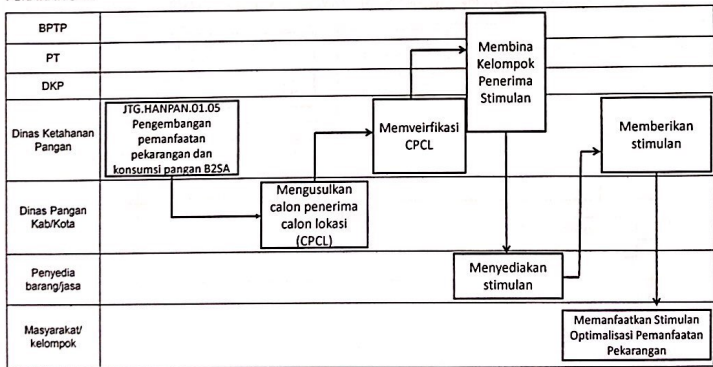 BPTP
PT
DKP
Membina
Kelompok
Penerima
Stimulan
Dinas Ketahanan
Pangan
JTG.HANPAN.01.05
Pengembangan
pemanfaatan
pekarangan dan
konsumsi pangan B2SA
Memveirfikasi
CPCL
Memberikan
stimulan
Dinas Pangan
Kab/Kota
Mengusulkan
calon penerima
calon lokasi
(CPCL)
Penyedia
barang/jasa
Menyediakan
stimulan
Masyarakat/
kelompok
Memanfaatkan Stimulan
Optimalisasi Pemanfaatan
Pekarangan